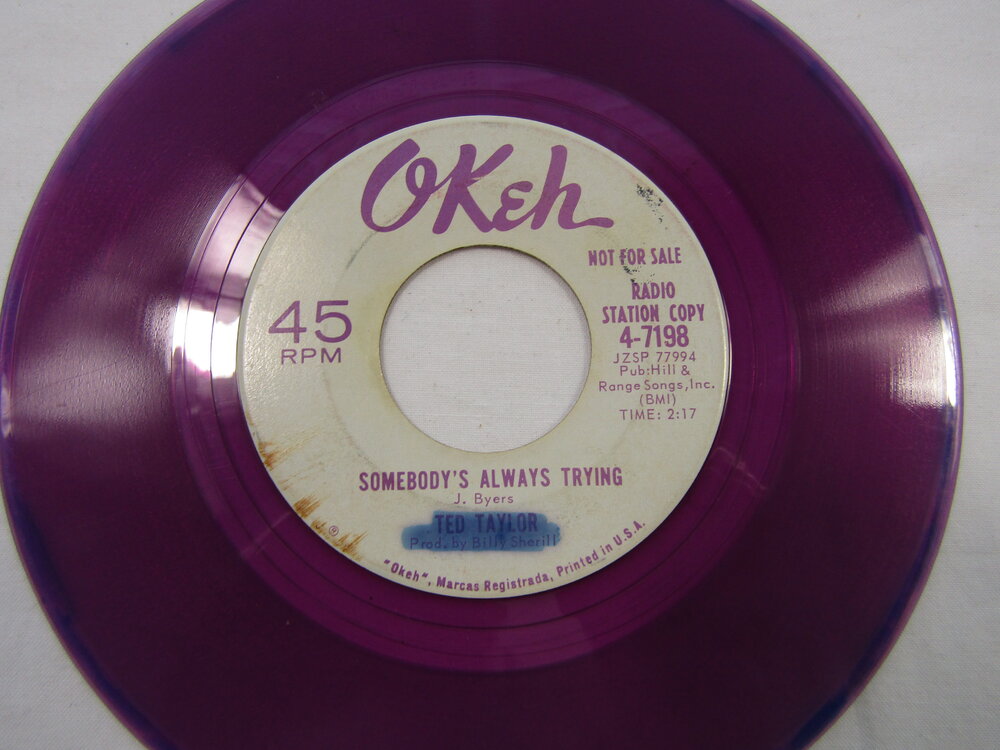 OKeh
NOT FOR SALE
RADIO
STATION COPY
4-7198
JZSP 77994
Pub:Hill &
Range Songs, Inc.
(BMI)
TIME: 2:17
45
RPM
SOMEBODY'S ALWAYS TRYING
J. Byers
TED TAYLOR
Prod. by Billy Sherill
® "Okeh", Marcas Registrada, Printed in U.S.A.